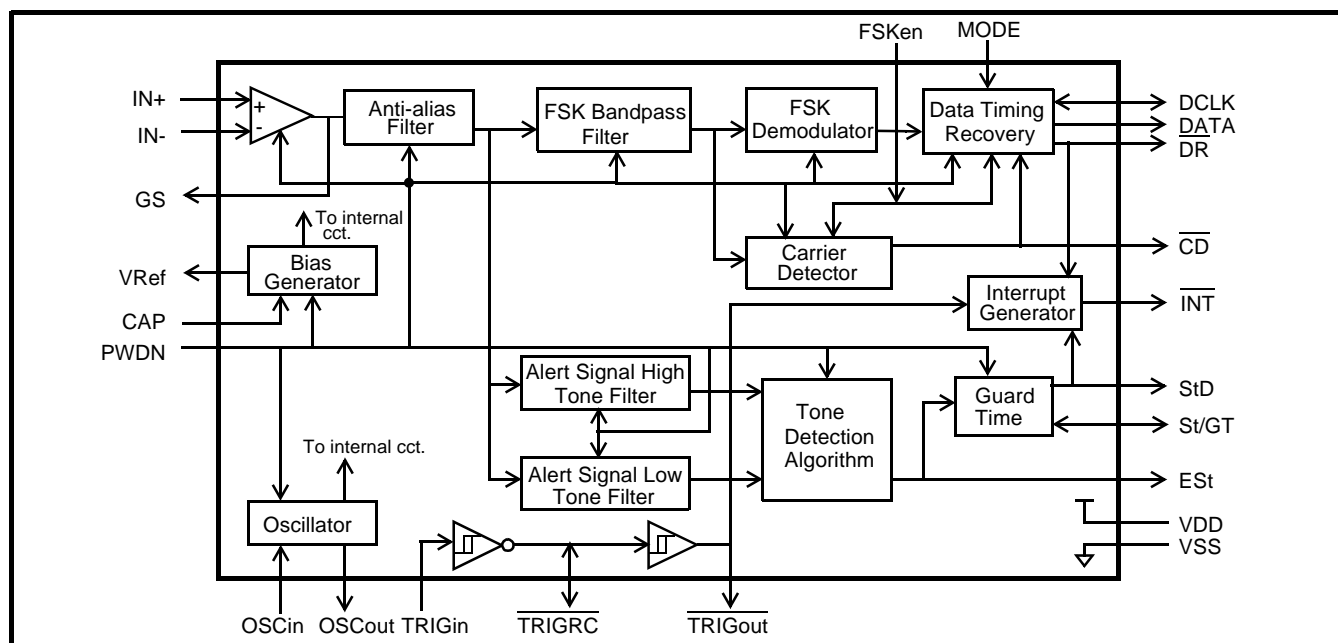 FSKen
MODE
IN+
IN-
+
-
Anti-alias
Filter
FSK Bandpass
Filter
FSK
Demodulator
Data Timing
Recovery
DCLK
DATA
DR
GS
To internal
cct.
Bias
Generator
VRef
CAP
PWDN
Carrier
Detector
CD
Interrupt
Generator
INT
Alert Signal High
Tone Filter
Tone
Detection
Algorithm
Guard
Time
StD
St/GT
To internal cct.
Alert Signal Low
Tone Filter
ESt
Oscillator
VDD
VSS
OSCin
OSCout
TRIGin
TRIGRC
TRIGout